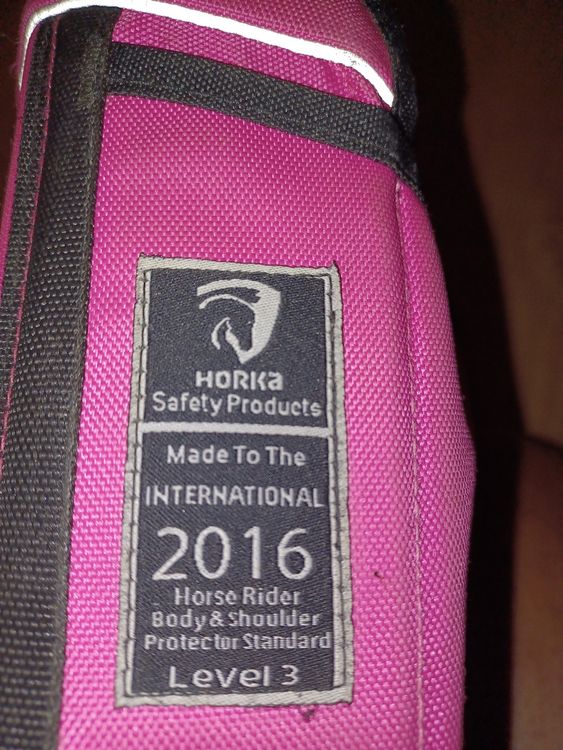 HORKa
Safety Products
Made To The
INTERNATIONAL
2016
Horse Rider
Body & Shoulder
Protector Standard
Level 3